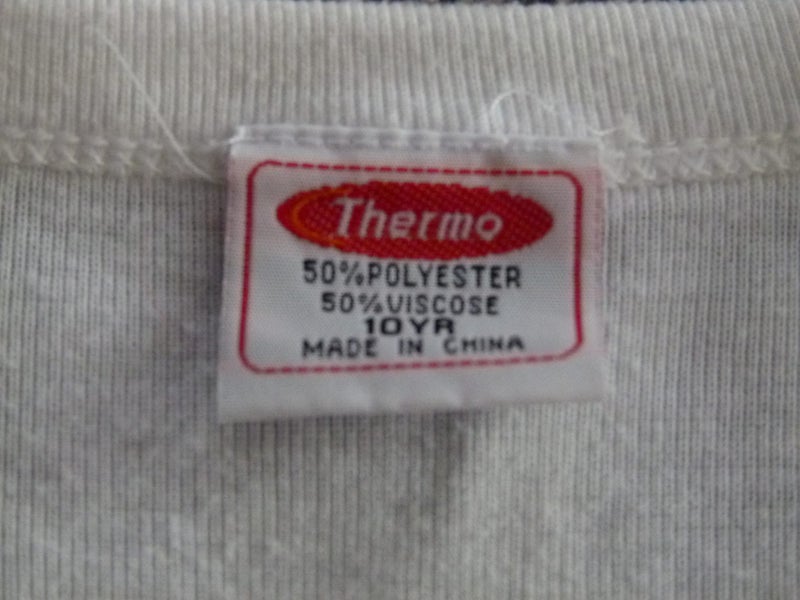 Thermo
50%POLYESTER
50%VISCOSE
10YR
MADE IN CHINA